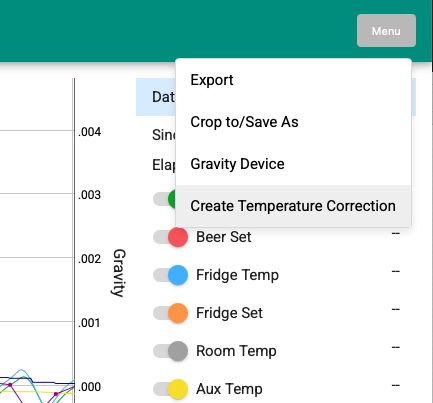 Menu
Export
Crop to/Save As
Gravity Device
Create Temperature Correction
Dat
Sinc
Elap
Beer Set --
Fridge Temp --
Fridge Set --
Room Temp --
Aux Temp --
.004
.003
.002
.001
.000
Gravity